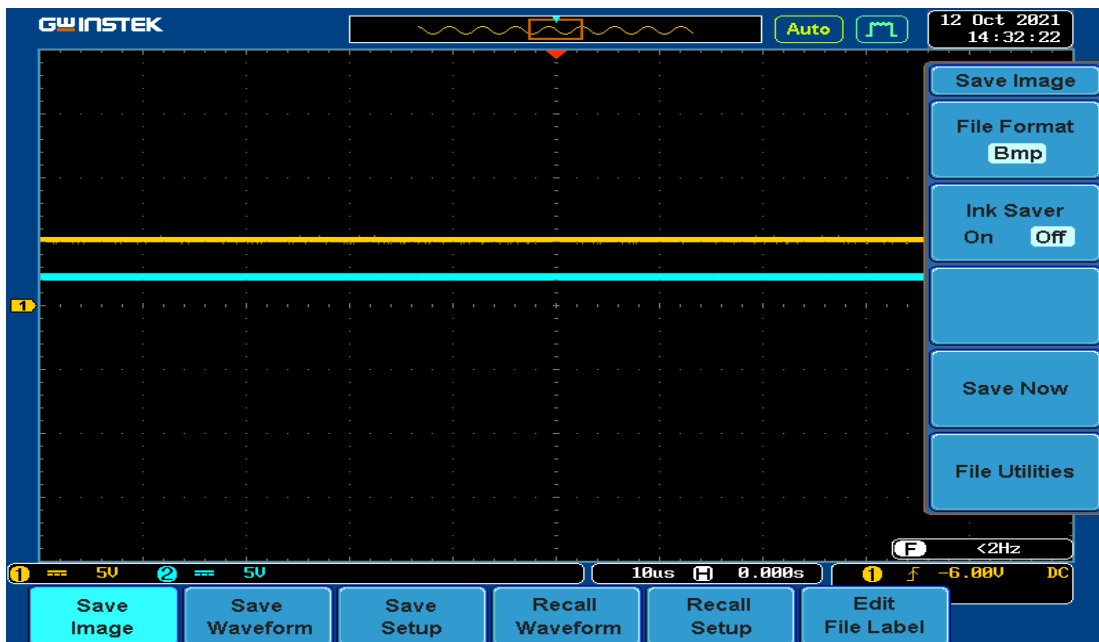 GWINSTEK
Auto
12 Oct 2021
14:32:22
Save Image
File Format
Bmp
Ink Saver
On Off
1
Save Now
File Utilities
F <2Hz
1 5V 2 5V
10us H 0.000s
1 -6.00V DC
Save Image
Save Waveform
Save Setup
Recall Waveform
Recall Setup
Edit File Label